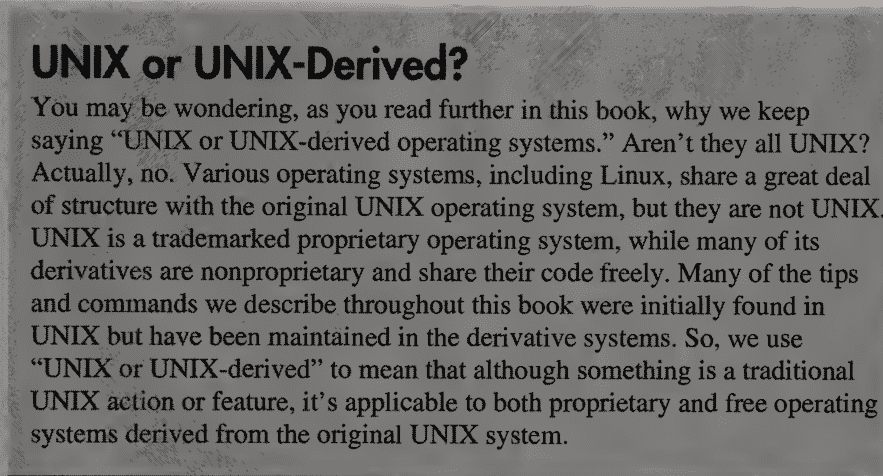 UNIX or UNIX-Derived?
You may be wondering, as you read further in this book, why we keep
saying “UNIX or UNIX-derived operating systems.” Aren’t they all UNIX?
Actually, no. Various operating systems, including Linux, share a great deal
of structure with the original UNIX operating system, but they are not UNIX.
UNIX is a trademarked proprietary operating system, while many of its
derivatives are nonproprietary and share their code freely. Many of the tips
and commands we describe throughout this book were initially found in
UNIX but have been maintained in the derivative systems. So, we use
“UNIX or UNIX-derived” to mean that although something is a traditional
UNIX action or feature, it’s applicable to both proprietary and free operating
systems derived from the original UNIX system.